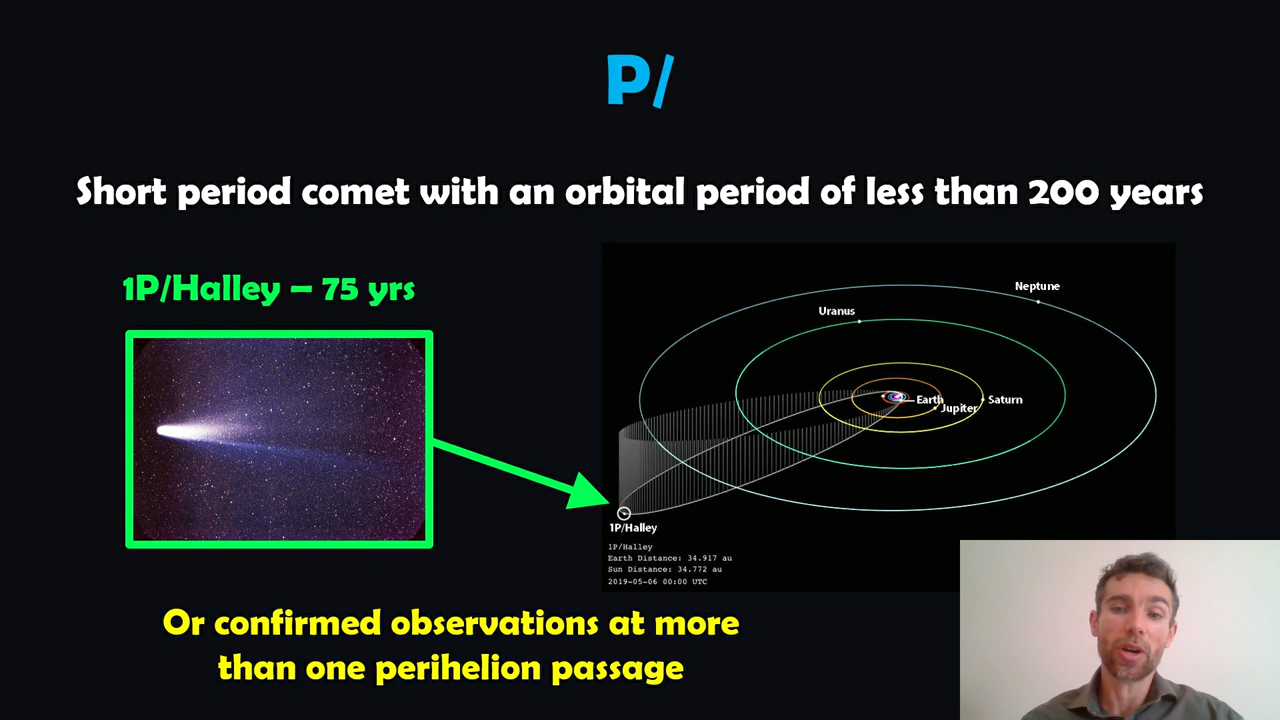 P/
Short period comet with an orbital period of less than 200 years
1P/Halley – 75 yrs
Neptune
Uranus
Earth
Saturn
Jupiter
1P/Halley
1P/Halley
Earth Distance: 34.917 au
Sun Distance: 34.772 au
2019-05-06 00:00 UTC
Or confirmed observations at more
than one perihelion passage